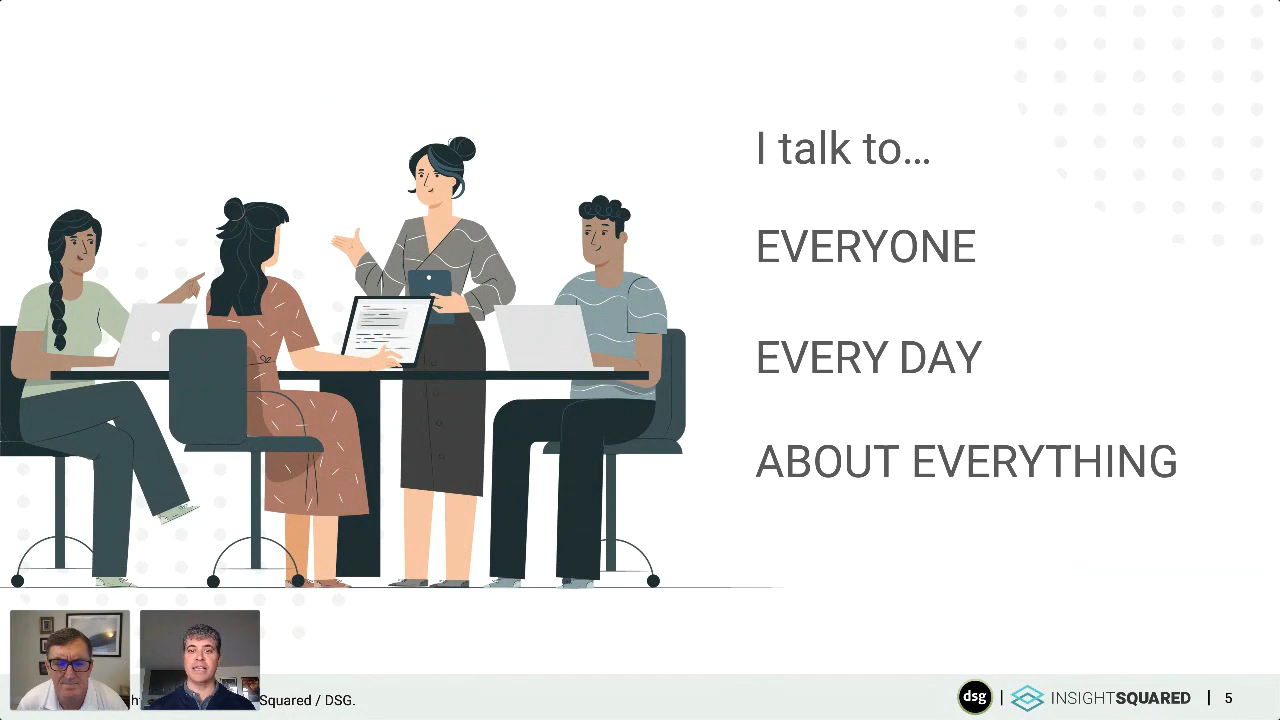 I talk to...
EVERYONE
EVERY DAY
ABOUT EVERYTHING
Squared / DSG.
dsg | INSIGHTSQUARED | 5